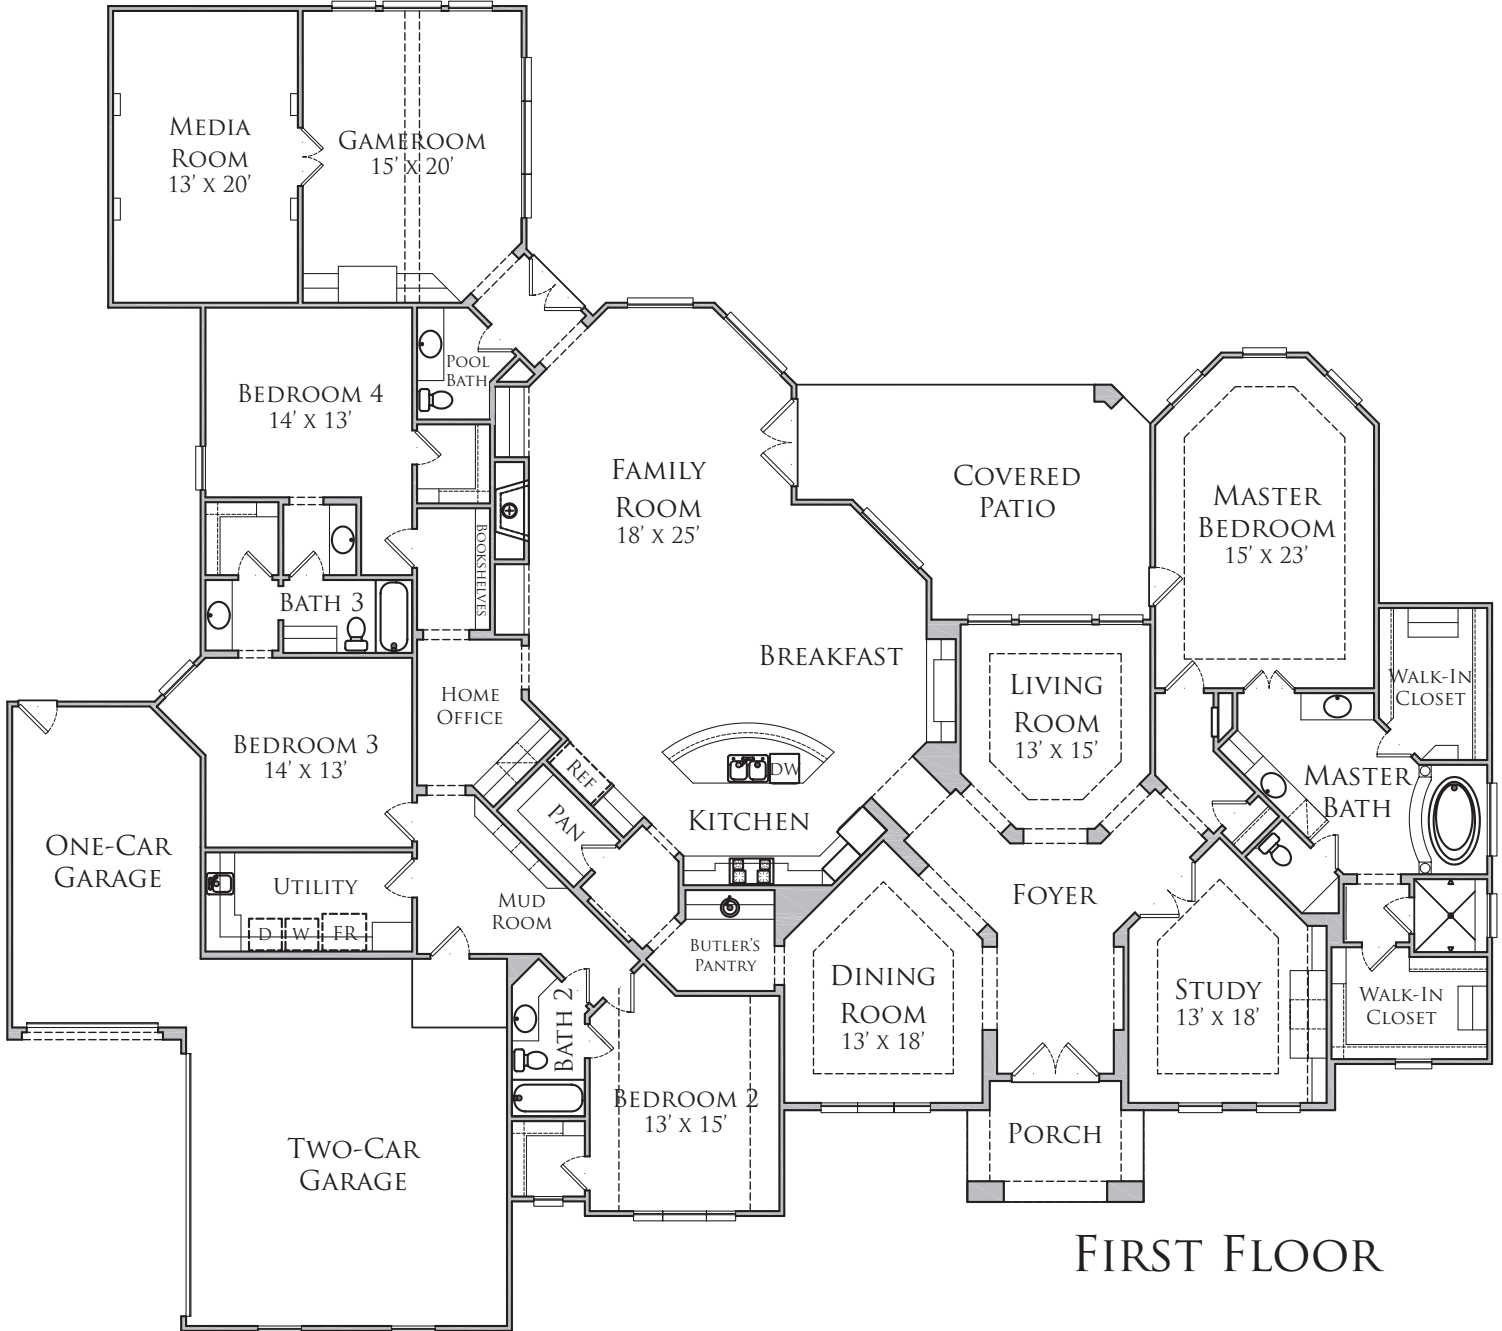 MEDIA
ROOM
13' X 20'
GAMEROOM
15' X 20'
POOL
BATH
BEDROOM 4
14' X 13'
FAMILY
ROOM
18' X 25'
COVERED
PATIO
MASTER
BEDROOM
15' X 23'
BOOKSHELVES
BATH 3
BREAKFAST
LIVING
ROOM
13' X 15'
WALK-IN
CLOSET
HOME
OFFICE
BEDROOM 3
14' X 13'
REF
DW
MASTER
BATH
PAN
KITCHEN
ONE-CAR
GARAGE
UTILITY
D
W
FR
MUD
ROOM
FOYER
BUTLER'S
PANTRY
DINING
ROOM
13' X 18'
STUDY
13' X 18'
WALK-IN
CLOSET
BATH 2
BEDROOM 2
13' X 15'
TWO-CAR
GARAGE
PORCH
FIRST FLOOR